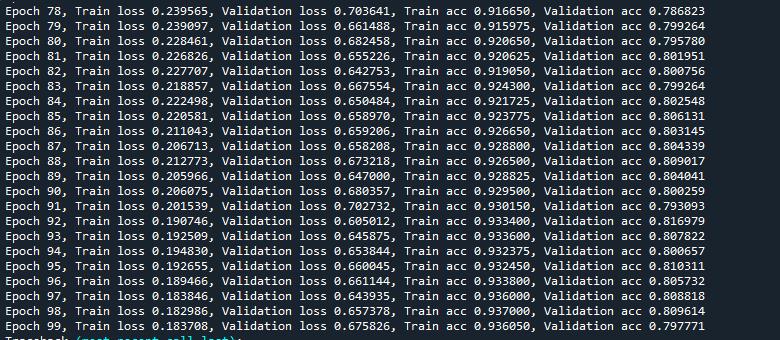 Epoch 78, Train loss 0.239565, Validation loss 0.703641, Train acc 0.916650, Validation acc 0.786823
Epoch 79, Train loss 0.239097, Validation loss 0.661488, Train acc 0.915975, Validation acc 0.799264
Epoch 80, Train loss 0.228461, Validation loss 0.682458, Train acc 0.920650, Validation acc 0.795780
Epoch 81, Train loss 0.226826, Validation loss 0.655226, Train acc 0.920625, Validation acc 0.801951
Epoch 82, Train loss 0.227707, Validation loss 0.642753, Train acc 0.919050, Validation acc 0.800756
Epoch 83, Train loss 0.218857, Validation loss 0.667554, Train acc 0.924300, Validation acc 0.799264
Epoch 84, Train loss 0.222498, Validation loss 0.650484, Train acc 0.921725, Validation acc 0.802548
Epoch 85, Train loss 0.220581, Validation loss 0.658970, Train acc 0.923775, Validation acc 0.806131
Epoch 86, Train loss 0.211043, Validation loss 0.659206, Train acc 0.926650, Validation acc 0.803145
Epoch 87, Train loss 0.206713, Validation loss 0.658208, Train acc 0.928800, Validation acc 0.804339
Epoch 88, Train loss 0.212773, Validation loss 0.673218, Train acc 0.926500, Validation acc 0.809017
Epoch 89, Train loss 0.205966, Validation loss 0.647000, Train acc 0.928825, Validation acc 0.804041
Epoch 90, Train loss 0.206075, Validation loss 0.680357, Train acc 0.929500, Validation acc 0.800259
Epoch 91, Train loss 0.201539, Validation loss 0.702732, Train acc 0.930150, Validation acc 0.793093
Epoch 92, Train loss 0.190746, Validation loss 0.605012, Train acc 0.933400, Validation acc 0.816979
Epoch 93, Train loss 0.192509, Validation loss 0.645875, Train acc 0.933600, Validation acc 0.807822
Epoch 94, Train loss 0.194830, Validation loss 0.653844, Train acc 0.932375, Validation acc 0.800657
Epoch 95, Train loss 0.192655, Validation loss 0.660045, Train acc 0.932450, Validation acc 0.810311
Epoch 96, Train loss 0.189466, Validation loss 0.661144, Train acc 0.933800, Validation acc 0.805732
Epoch 97, Train loss 0.183846, Validation loss 0.643935, Train acc 0.936000, Validation acc 0.808818
Epoch 98, Train loss 0.182986, Validation loss 0.657378, Train acc 0.937000, Validation acc 0.809614
Epoch 99, Train loss 0.183708, Validation loss 0.675826, Train acc 0.936050, Validation acc 0.797771
Traceback (most recent call last):